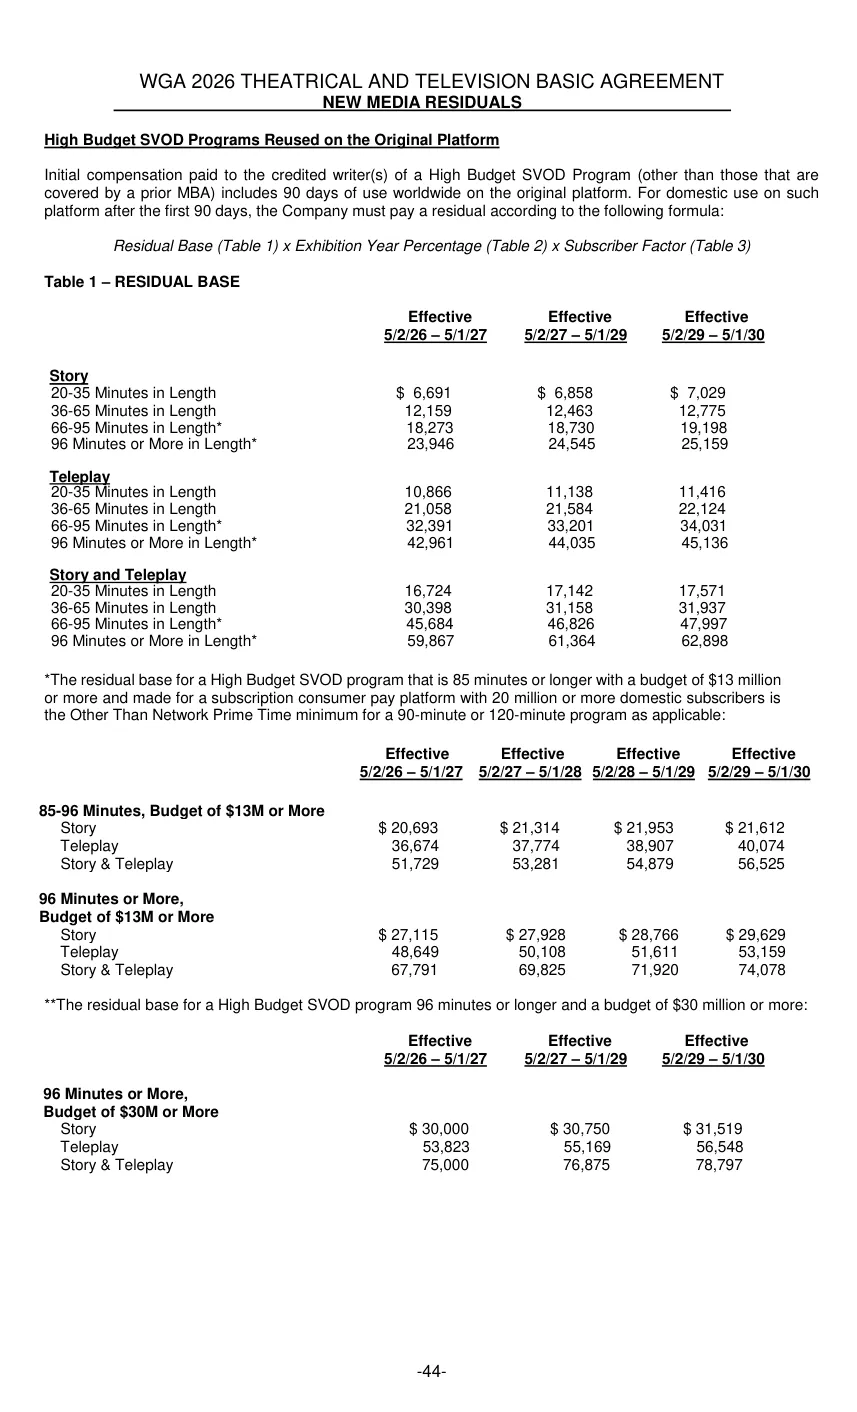 WGA 2026 THEATRICAL AND TELEVISION BASIC AGREEMENT
NEW MEDIA RESIDUALS
High Budget SVOD Programs Reused on the Original Platform
Initial compensation paid to the credited writer(s) of a High Budget SVOD Program (other than those that are
covered by a prior MBA) includes 90 days of use worldwide on the original platform. For domestic use on such
platform after the first 90 days, the Company must pay a residual according to the following formula:
Residual Base (Table 1) x Exhibition Year Percentage (Table 2) x Subscriber Factor (Table 3)
Table 1 – RESIDUAL BASE
Effective Effective Effective
5/2/26 – 5/1/27 5/2/27 – 5/1/29 5/2/29 – 5/1/30
Story
20-35 Minutes in Length $ 6,691 $ 6,858 $ 7,029
36-65 Minutes in Length 12,159 12,463 12,775
66-95 Minutes in Length* 18,273 18,730 19,198
96 Minutes or More in Length* 23,946 24,545 25,159
Teleplay
20-35 Minutes in Length 10,866 11,138 11,416
36-65 Minutes in Length 21,058 21,584 22,124
66-95 Minutes in Length* 32,391 33,201 34,031
96 Minutes or More in Length* 42,961 44,035 45,136
Story and Teleplay
20-35 Minutes in Length 16,724 17,142 17,571
36-65 Minutes in Length 30,398 31,158 31,937
66-95 Minutes in Length* 45,684 46,826 47,997
96 Minutes or More in Length* 59,867 61,364 62,898
*The residual base for a High Budget SVOD program that is 85 minutes or longer with a budget of $13 million
or more and made for a subscription consumer pay platform with 20 million or more domestic subscribers is
the Other Than Network Prime Time minimum for a 90-minute or 120-minute program as applicable:
Effective Effective Effective Effective
5/2/26 – 5/1/27 5/2/27 – 5/1/28 5/2/28 – 5/1/29 5/2/29 – 5/1/30
85-96 Minutes, Budget of $13M or More
Story $ 20,693 $ 21,314 $ 21,953 $ 21,612
Teleplay 36,674 37,774 38,907 40,074
Story & Teleplay 51,729 53,281 54,879 56,525
96 Minutes or More,
Budget of $13M or More
Story $ 27,115 $ 27,928 $ 28,766 $ 29,629
Teleplay 48,649 50,108 51,611 53,159
Story & Teleplay 67,791 69,825 71,920 74,078
**The residual base for a High Budget SVOD program 96 minutes or longer and a budget of $30 million or more:
Effective Effective Effective
5/2/26 – 5/1/27 5/2/27 – 5/1/29 5/2/29 – 5/1/30
96 Minutes or More,
Budget of $30M or More
Story $ 30,000 $ 30,750 $ 31,519
Teleplay 53,823 55,169 56,548
Story & Teleplay 75,000 76,875 78,797
-44-